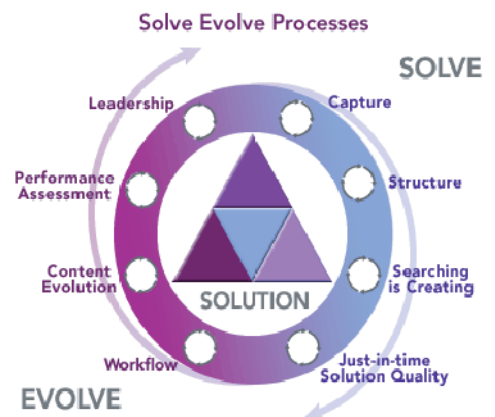 Solve Evolve Processes
SOLVE
Leadership
Capture
Performance
Assessment
Structure
Content
Evolution
Searching
is Creating
SOLUTION
Workflow
Just-in-time
Solution Quality
EVOLVE